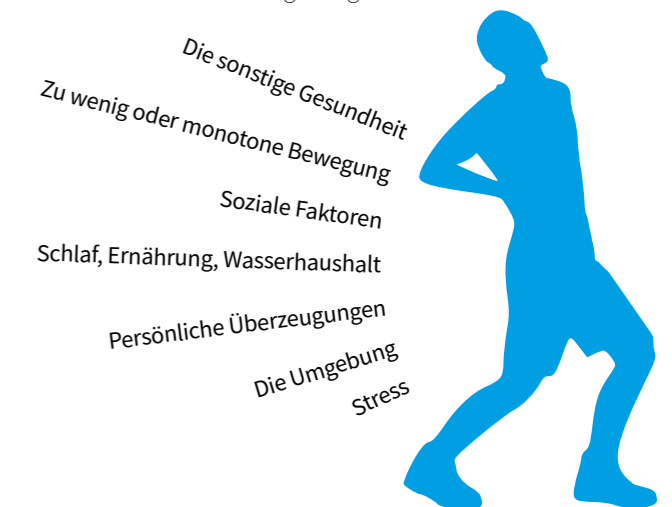 Die sonstige Gesundheit
Zu wenig oder monotone Bewegung
Soziale Faktoren
Schlaf, Ernährung, Wasserhaushalt
Persönliche Überzeugungen
Die Umgebung
Stress